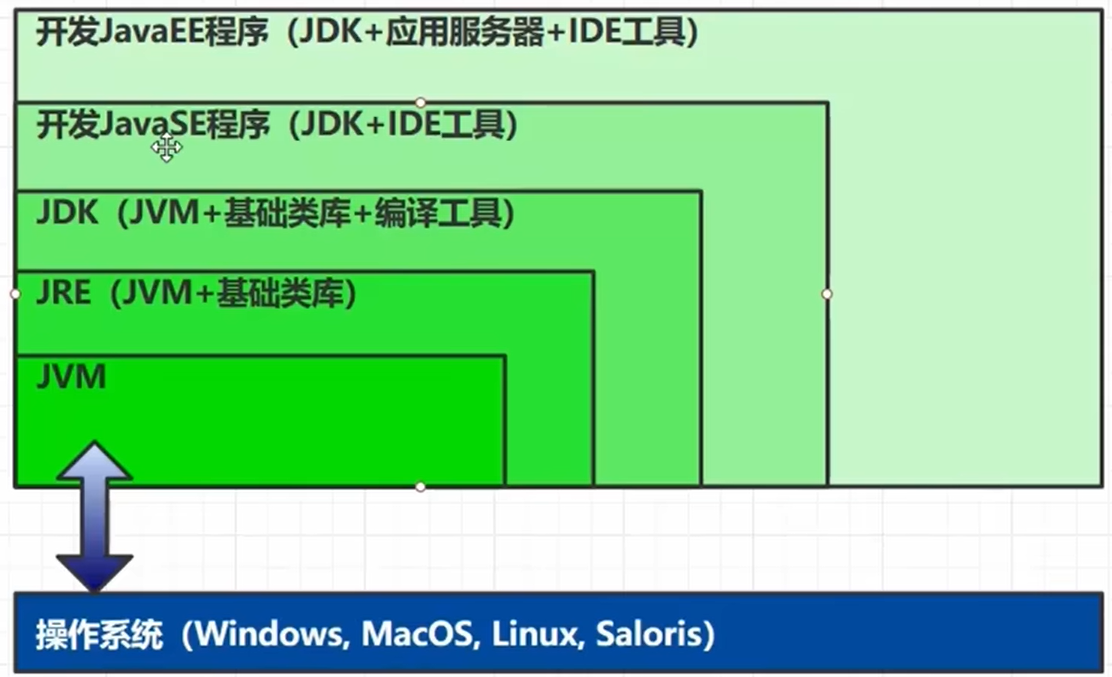 开发JavaEE程序（JDK+应用服务器+IDE工具）
开发JavaSE程序（JDK+IDE工具）
JDK（JVM+基础类库+编译工具）
JRE（JVM+基础类库）
JVM
操作系统（Windows, MacOS, Linux, Saloris）